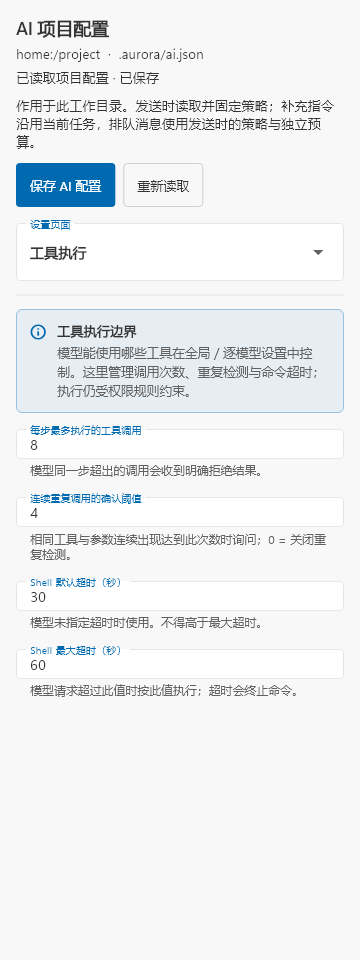 AI 项目配置
home:/project · .aurora/ai.json
已读取项目配置 · 已保存
作用于此工作目录。发送时读取并固定策略；补充指令
沿用当前任务，排队消息使用发送时的策略与独立预
算。
保存 AI 配置
重新读取
设置页面
工具执行
工具执行边界
模型能使用哪些工具在全局 / 逐模型设置中控
制。这里管理调用次数、重复检测与命令超时；
执行仍受权限规则约束。
每步最多执行的工具调用
8
模型同一步超出的调用会收到明确拒绝结果。
连续重复调用的确认阈值
4
相同工具与参数连续出现达到此次数时询问；0 = 关闭重
复检测。
Shell 默认超时（秒）
30
模型未指定超时时使用。不得高于最大超时。
Shell 最大超时（秒）
60
模型请求超过此值时按此值执行；超时会终止命令。